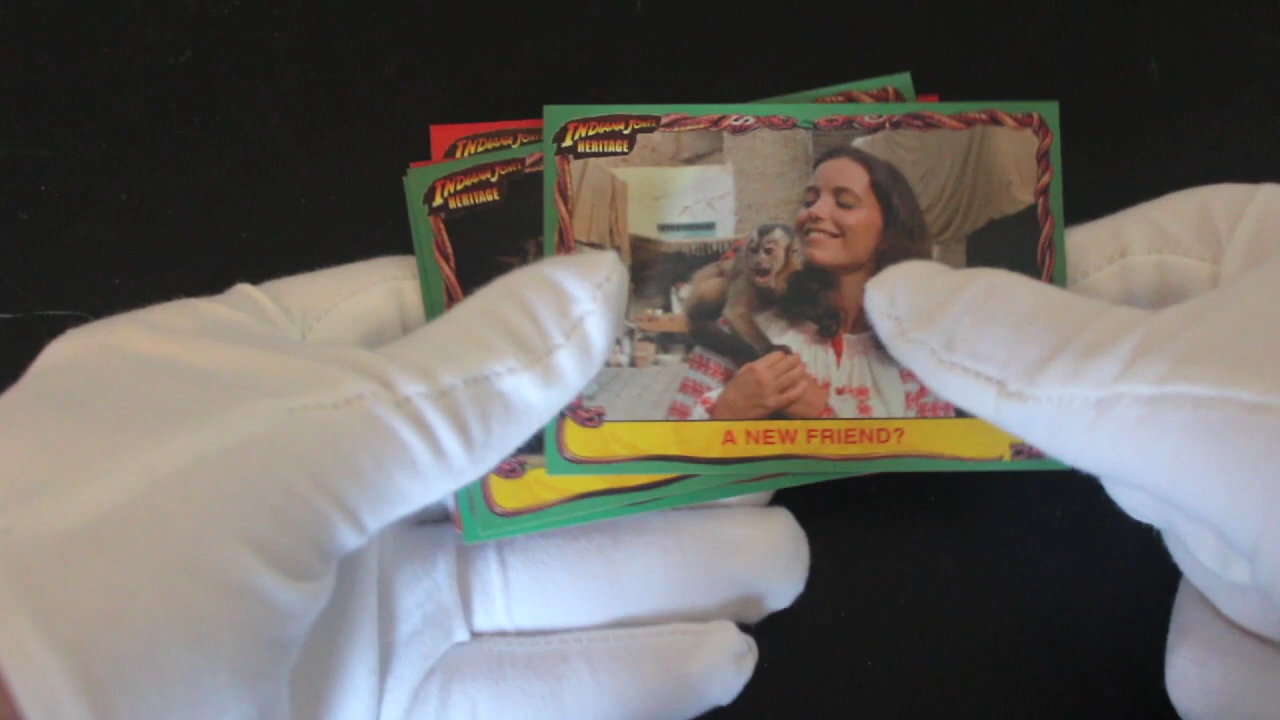 INDIANA JONES
HERITAGE
INDIANA JONES
HERITAGE
INDIANA JONES
HERITAGE
A NEW FRIEND?